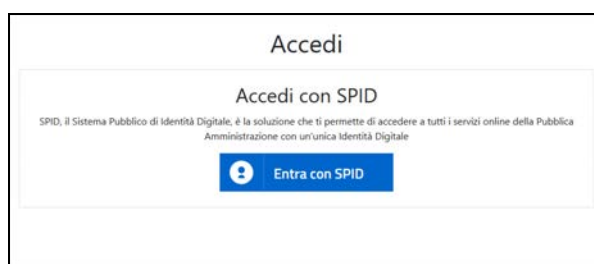 Accedi
Accedi con SPID
SPID, il Sistema Pubblico di Identità Digitale, è la soluzione che ti permette di accedere a tutti i servizi online della Pubblica
Amministrazione con un'unica Identità Digitale
Entra con SPID